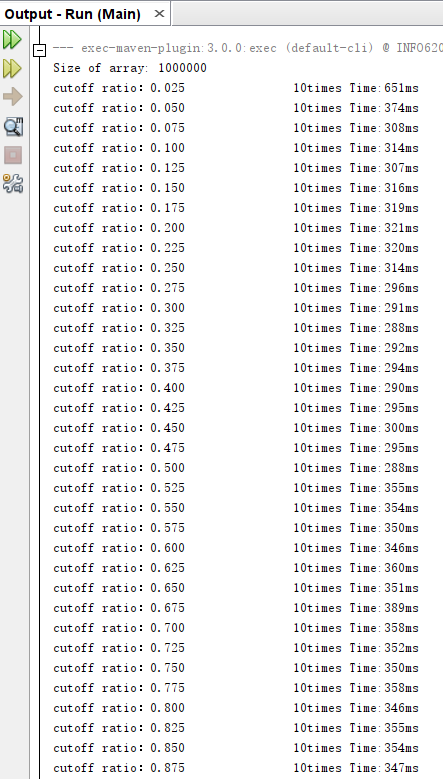 Output - Run (Main) ×
--- exec-maven-plugin:3.0.0:exec (default-cli) @ INFO620
Size of array: 1000000
cutoff ratio: 0.025 10times Time:651ms
cutoff ratio: 0.050 10times Time:374ms
cutoff ratio: 0.075 10times Time:308ms
cutoff ratio: 0.100 10times Time:314ms
cutoff ratio: 0.125 10times Time:307ms
cutoff ratio: 0.150 10times Time:316ms
cutoff ratio: 0.175 10times Time:319ms
cutoff ratio: 0.200 10times Time:321ms
cutoff ratio: 0.225 10times Time:320ms
cutoff ratio: 0.250 10times Time:314ms
cutoff ratio: 0.275 10times Time:296ms
cutoff ratio: 0.300 10times Time:291ms
cutoff ratio: 0.325 10times Time:288ms
cutoff ratio: 0.350 10times Time:292ms
cutoff ratio: 0.375 10times Time:294ms
cutoff ratio: 0.400 10times Time:290ms
cutoff ratio: 0.425 10times Time:295ms
cutoff ratio: 0.450 10times Time:300ms
cutoff ratio: 0.475 10times Time:295ms
cutoff ratio: 0.500 10times Time:288ms
cutoff ratio: 0.525 10times Time:355ms
cutoff ratio: 0.550 10times Time:354ms
cutoff ratio: 0.575 10times Time:350ms
cutoff ratio: 0.600 10times Time:346ms
cutoff ratio: 0.625 10times Time:360ms
cutoff ratio: 0.650 10times Time:351ms
cutoff ratio: 0.675 10times Time:389ms
cutoff ratio: 0.700 10times Time:358ms
cutoff ratio: 0.725 10times Time:352ms
cutoff ratio: 0.750 10times Time:350ms
cutoff ratio: 0.775 10times Time:358ms
cutoff ratio: 0.800 10times Time:346ms
cutoff ratio: 0.825 10times Time:355ms
cutoff ratio: 0.850 10times Time:354ms
cutoff ratio: 0.875 10times Time:347ms